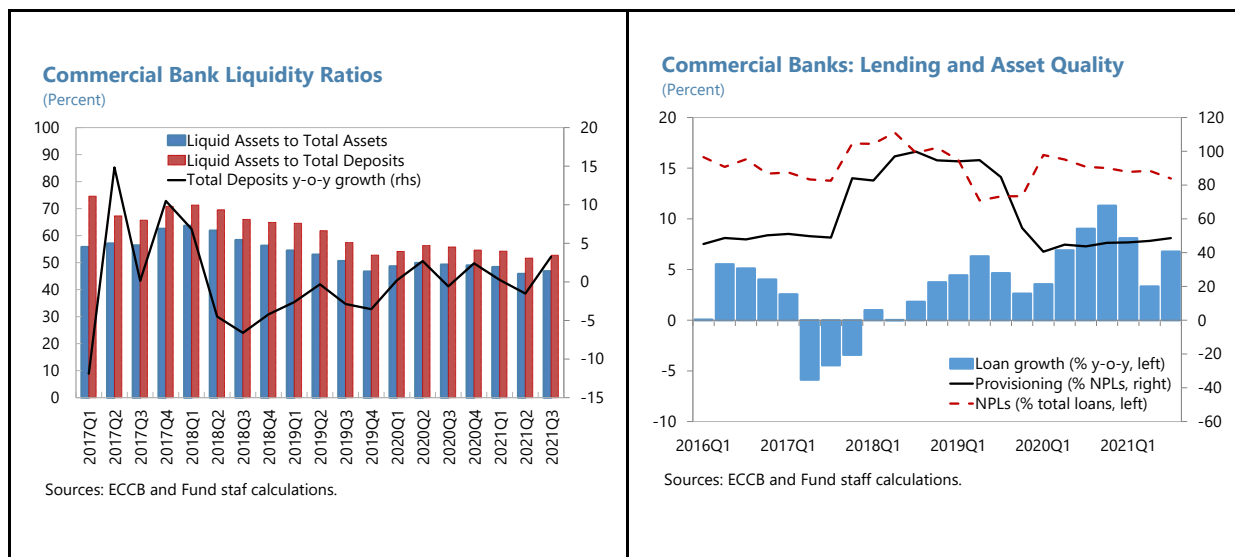 Commercial Bank Liquidity Ratios
(Percent)
100
90
80
70
60
50
40
30
20
10
0
20
15
10
5
0
-5
-10
-15
Liquid Assets to Total Assets
Liquid Assets to Total Deposits
Total Deposits y-o-y growth (rhs)
2017Q1
2017Q2
2017Q3
2017Q4
2018Q1
2018Q2
2018Q3
2018Q4
2019Q1
2019Q2
2019Q3
2019Q4
2020Q1
2020Q2
2020Q3
2020Q4
2021Q1
2021Q2
2021Q3
Sources: ECCB and Fund staf calculations.
Commercial Banks: Lending and Asset Quality
(Percent)
20
15
10
5
0
-5
-10
120
100
80
60
40
20
0
-20
-40
-60
Loan growth (% y-o-y, left)
Provisioning (% NPLs, right)
NPLs (% total loans, left)
2016Q1
2017Q1
2018Q1
2019Q1
2020Q1
2021Q1
Sources: ECCB and Fund staff calculations.